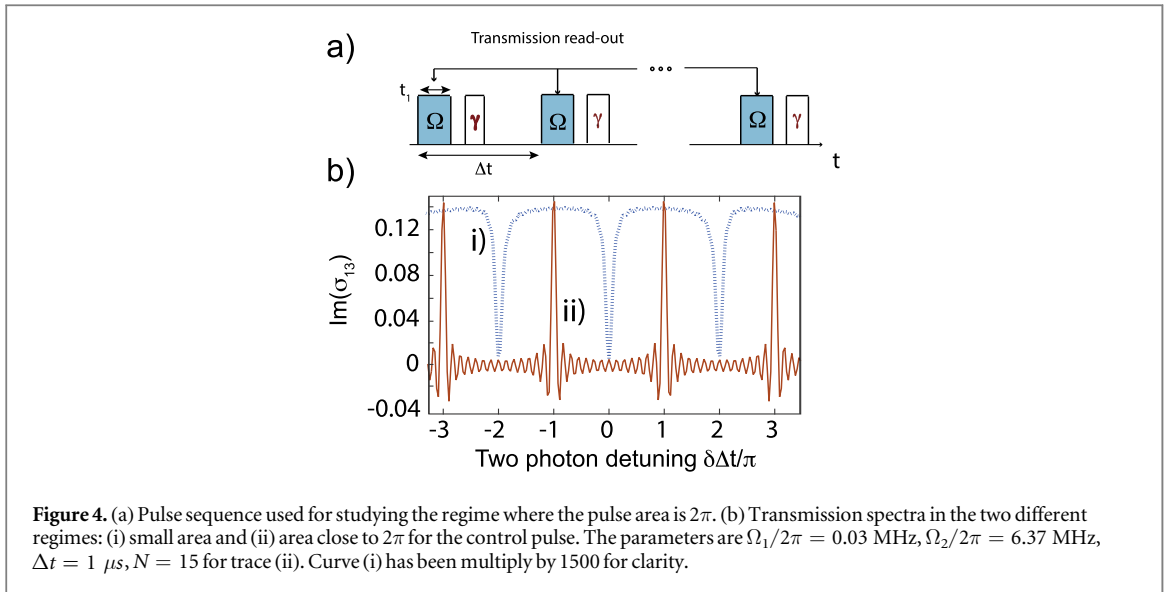 a)
Transmission read-out
t1
Ω γ Ω γ Ω γ
Δt
t
b)
i)
ii)
Im(σ13)
0.12
0.08
0.04
0
-0.04
-3 -2 -1 0 1 2 3
Two photon detuning δΔt/π
Figure 4. (a) Pulse sequence used for studying the regime where the pulse area is 2π. (b) Transmission spectra in the two different
regimes: (i) small area and (ii) area close to 2π for the control pulse. The parameters are Ω1/2π = 0.03 MHz, Ω2/2π = 6.37 MHz,
Δt = 1 μs, N = 15 for trace (ii). Curve (i) has been multiply by 1500 for clarity.